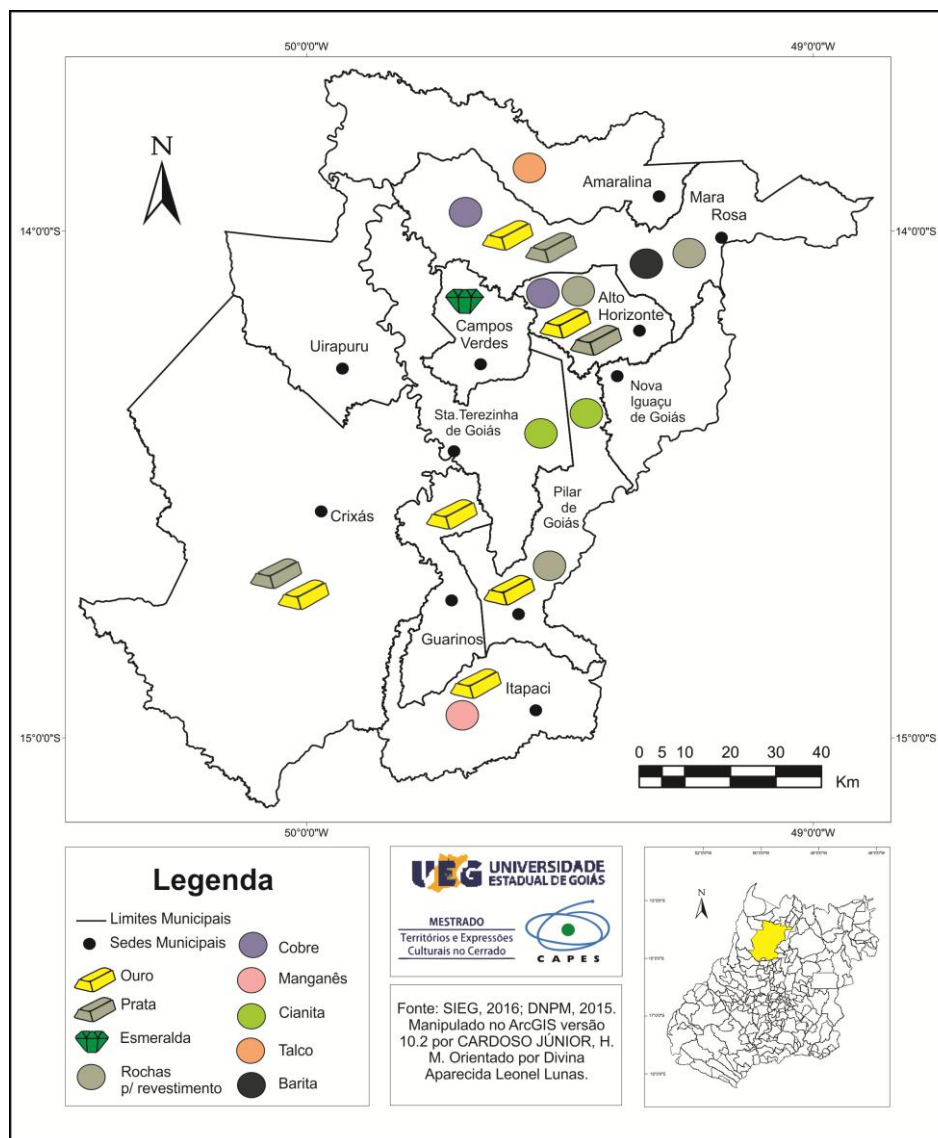 50°0'0"W
49°0'0"W
N
Amaralina
Mara
Rosa
14°0'0"S
14°0'0"S
Alto
Horizonte
Campos
Verdes
Uirapuru
Nova
Iguaçu
de Goiás
Sta.Terezinha
de Goiás
Pilar
de
Goiás
Crixás
Guarinos
Itapaci
15°0'0"S
15°0'0"S
0 5 10 20 30 40
Km
50°0'0"W
49°0'0"W
Legenda
Limites Municipais
Sedes Municipais
Ouro
Prata
Esmeralda
Rochas
p/ revestimento
Cobre
Manganês
Cianita
Talco
Barita
UEG UNIVERSIDADE
ESTADUAL DE GOIÁS
MESTRADO
Territórios e Expressões
Culturais no Cerrado
CAPES
Fonte: SIEG, 2016; DNPM, 2015.
Manipulado no ArcGIS versão
10.2 por CARDOSO JÚNIOR, H.
M. Orientado por Divina
Aparecida Leonel Lunas.
N